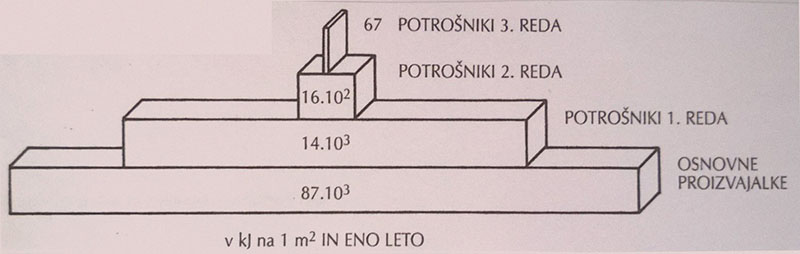 67 POTROŠNIKI 3. REDA
POTROŠNIKI 2. REDA
16.10²
POTROŠNIKI 1. REDA
14.10³
OSNOVNE
PROIZVAJALKE
87.10³
v kJ na 1 m² IN ENO LETO